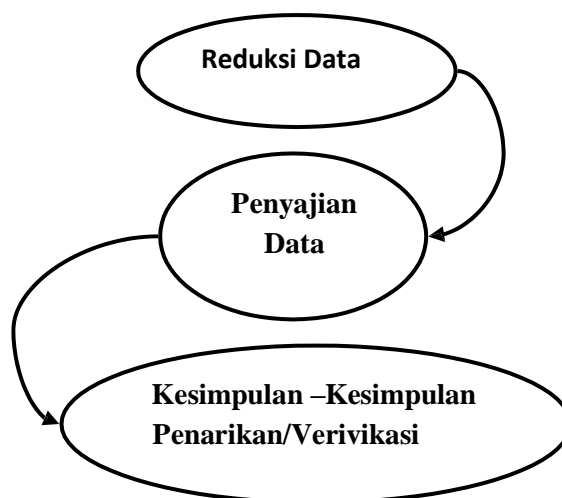 Reduksi Data
Penyajian
Data
Kesimpulan –Kesimpulan
Penarikan/Verivikasi